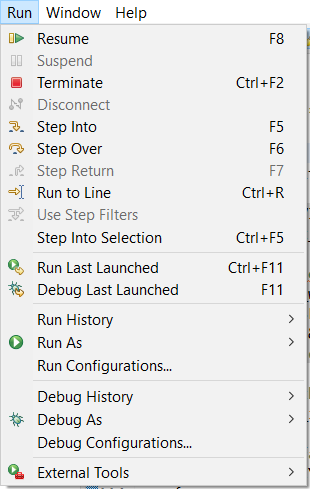 Run Window Help
Resume F8
Suspend
Terminate Ctrl+F2
Disconnect
Step Into F5
Step Over F6
Step Return F7
Run to Line Ctrl+R
Use Step Filters
Step Into Selection Ctrl+F5
Run Last Launched Ctrl+F11
Debug Last Launched F11
Run History
Run As
Run Configurations...
Debug History
Debug As
Debug Configurations...
External Tools